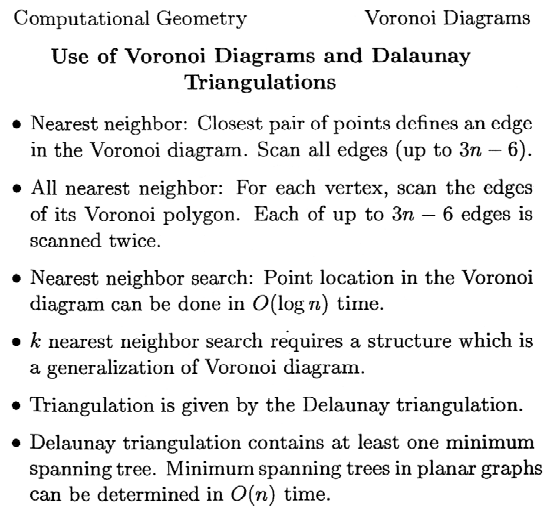 Computational Geometry Voronoi Diagrams
Use of Voronoi Diagrams and Dalaunay
Triangulations
• Nearest neighbor: Closest pair of points defines an edge
in the Voronoi diagram. Scan all edges (up to 3n − 6).
• All nearest neighbor: For each vertex, scan the edges
of its Voronoi polygon. Each of up to 3n − 6 edges is
scanned twice.
• Nearest neighbor search: Point location in the Voronoi
diagram can be done in O(log n) time.
• k nearest neighbor search requires a structure which is
a generalization of Voronoi diagram.
• Triangulation is given by the Delaunay triangulation.
• Delaunay triangulation contains at least one minimum
spanning tree. Minimum spanning trees in planar graphs
can be determined in O(n) time.